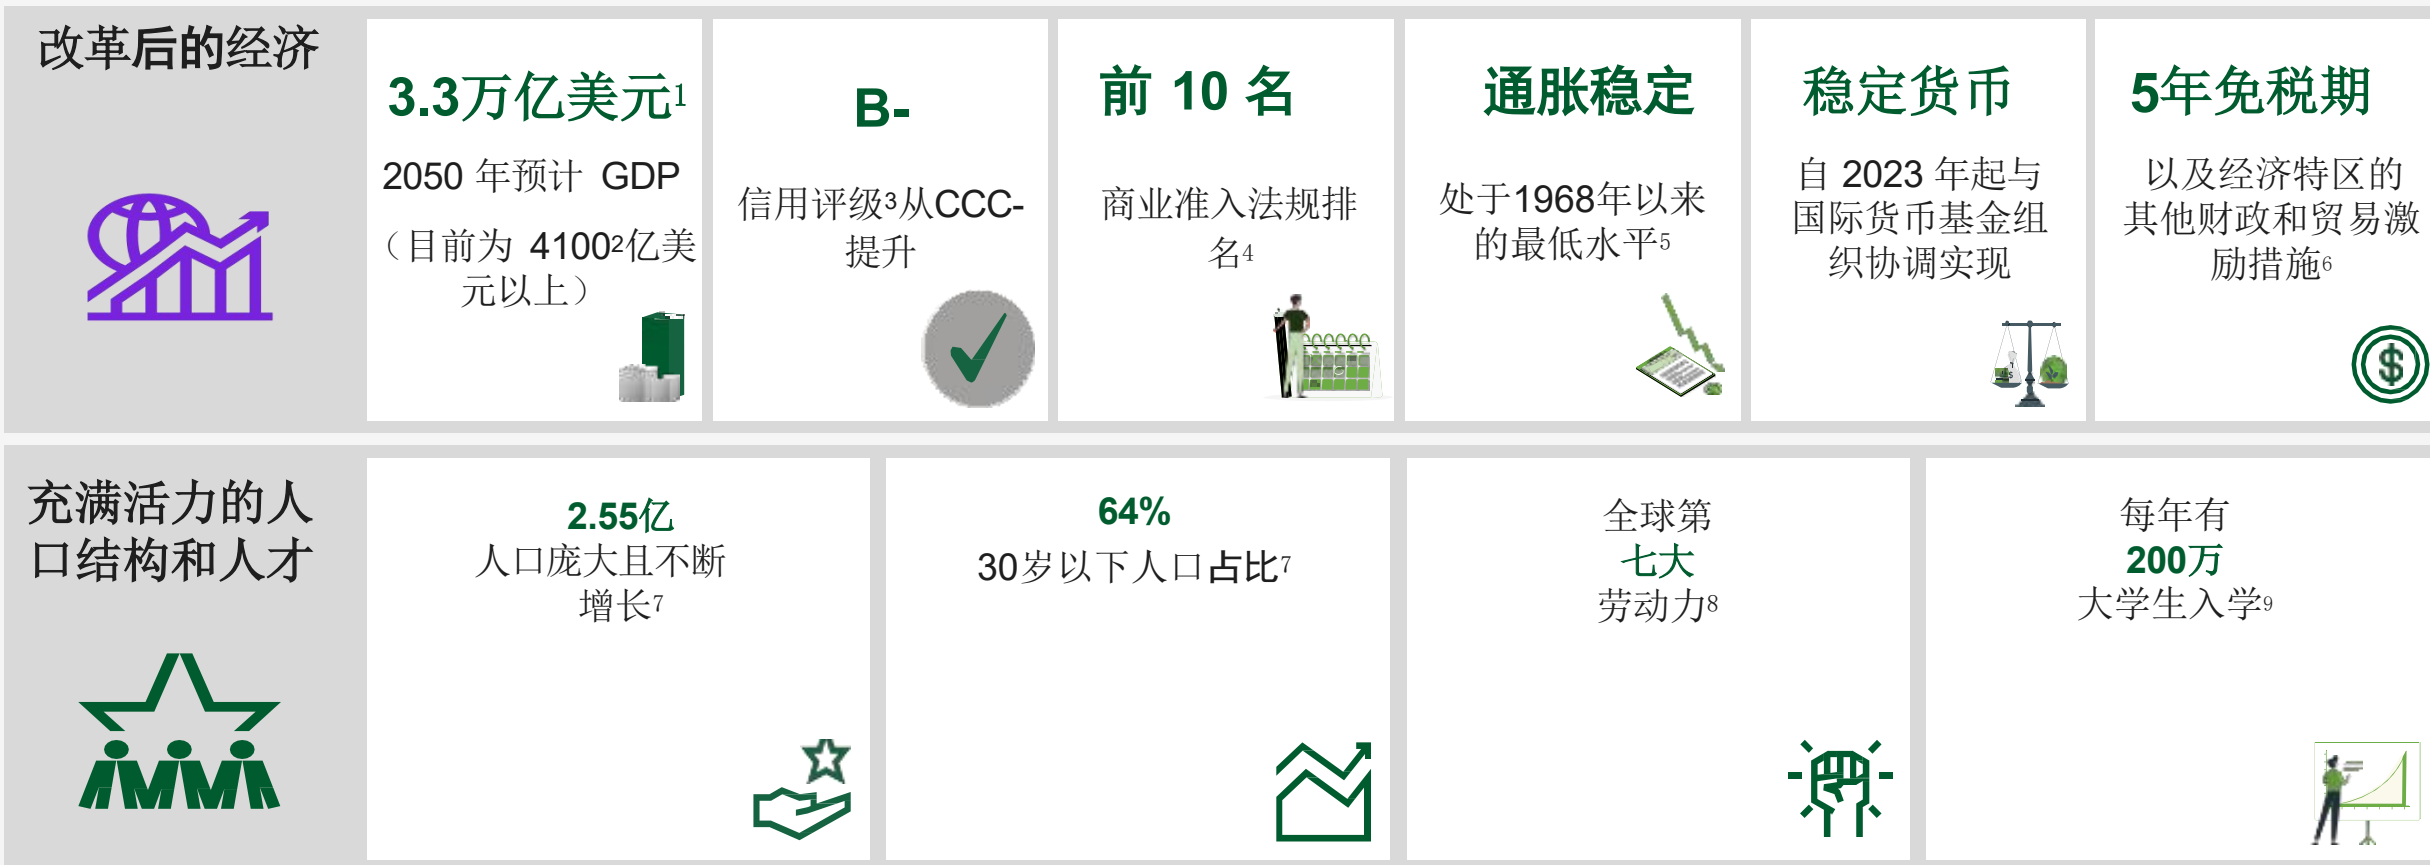 改革后的经济
3.3万亿美元1
2050 年预计 GDP
（目前为 4100²亿美
元以上）
B-
信用评级³从CCC-
提升
前 10 名
商业准入法规排
名4
通胀稳定
处于1968年以来
的最低水平5
稳定货币
自 2023 年起与
国际货币基金组
织协调实现
5年免税期
以及经济特区的
其他财政和贸易激
励措施6
充满活力的人
口结构和人才
2.55亿
人口庞大且不断
增长7
64%
30岁以下人口占比7
全球第
七大
劳动力8
每年有
200万
大学生入学9